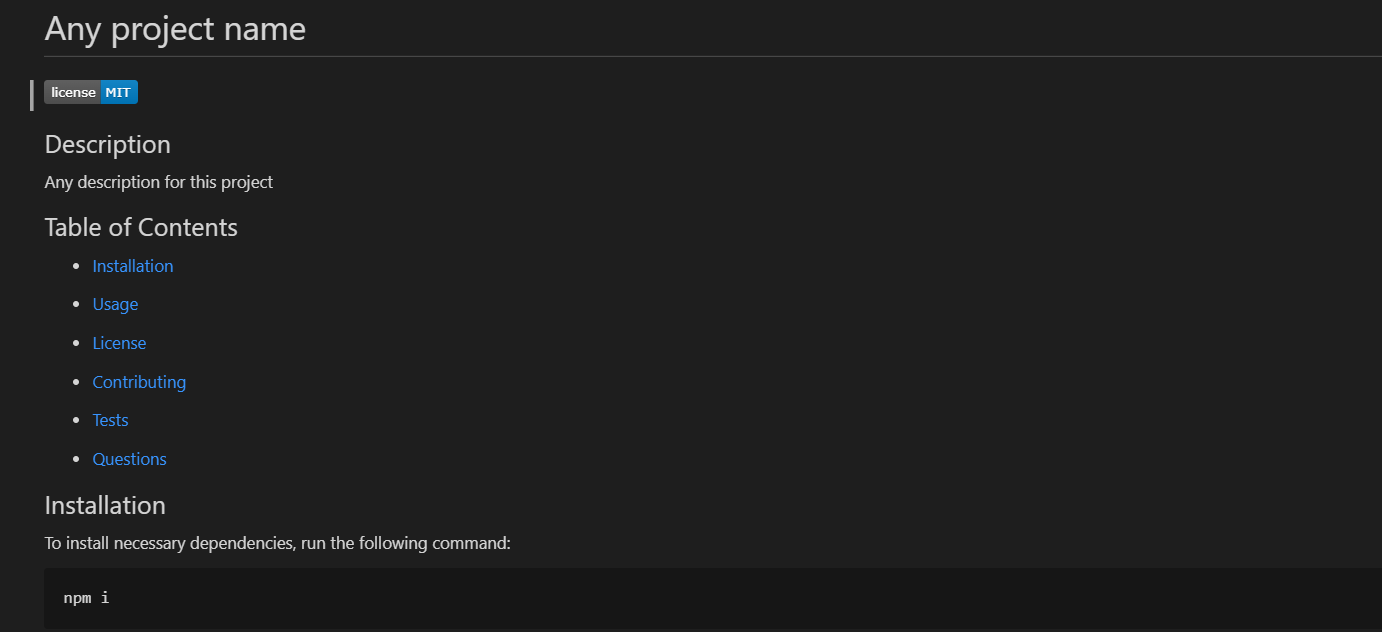 Any project name
license MIT
Description
Any description for this project
Table of Contents
Installation
Usage
License
Contributing
Tests
Questions
Installation
To install necessary dependencies, run the following command:
npm i